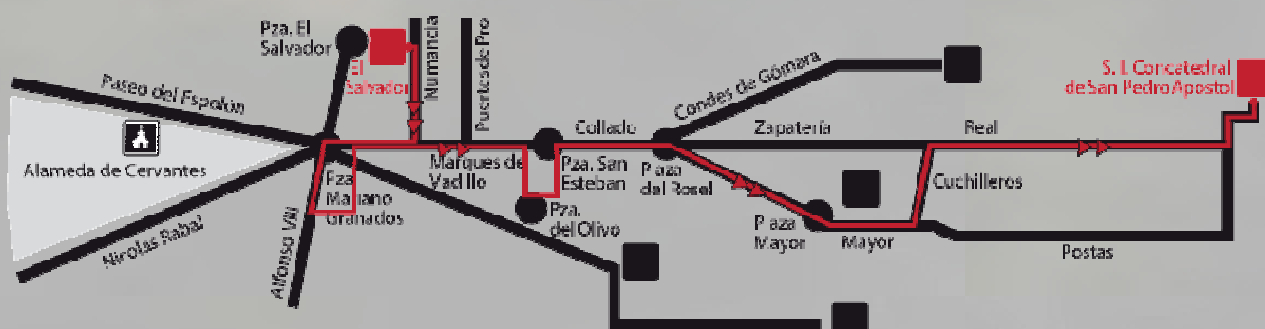 Pza. El
Salvador
El
Salvador
Numancia
Puertas de Pro
Paseo del Espolón
Alameda de Cervantes
Nicolas Rabal
Alfonso VIII
Pza.
Mariano
Granados
Marques de
Vadillo
Collado
Pza. San
Esteban
Pza.
del Olivo
Condes de Gómara
Plaza
del Rosel
Zapatería
Real
Plaza
Mayor
Mayor
Cuchilleros
Postas
S. I. Concatedral
de San Pedro Apostol